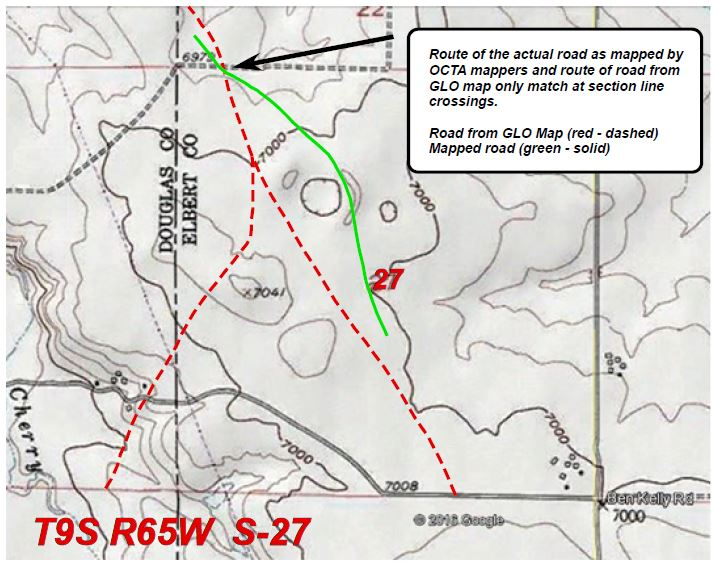 22
6973
Route of the actual road as mapped by
OCTA mappers and route of road from
GLO map only match at section line
crossings.
Road from GLO Map (red - dashed)
Mapped road (green - solid)
7000
DOUGLAS CO
ELBERT CO
7000
27
×7041
Cherry
7000
7000
7008
Ben Kelly Rd
7000
© 2016 Google
T9S R65W S-27